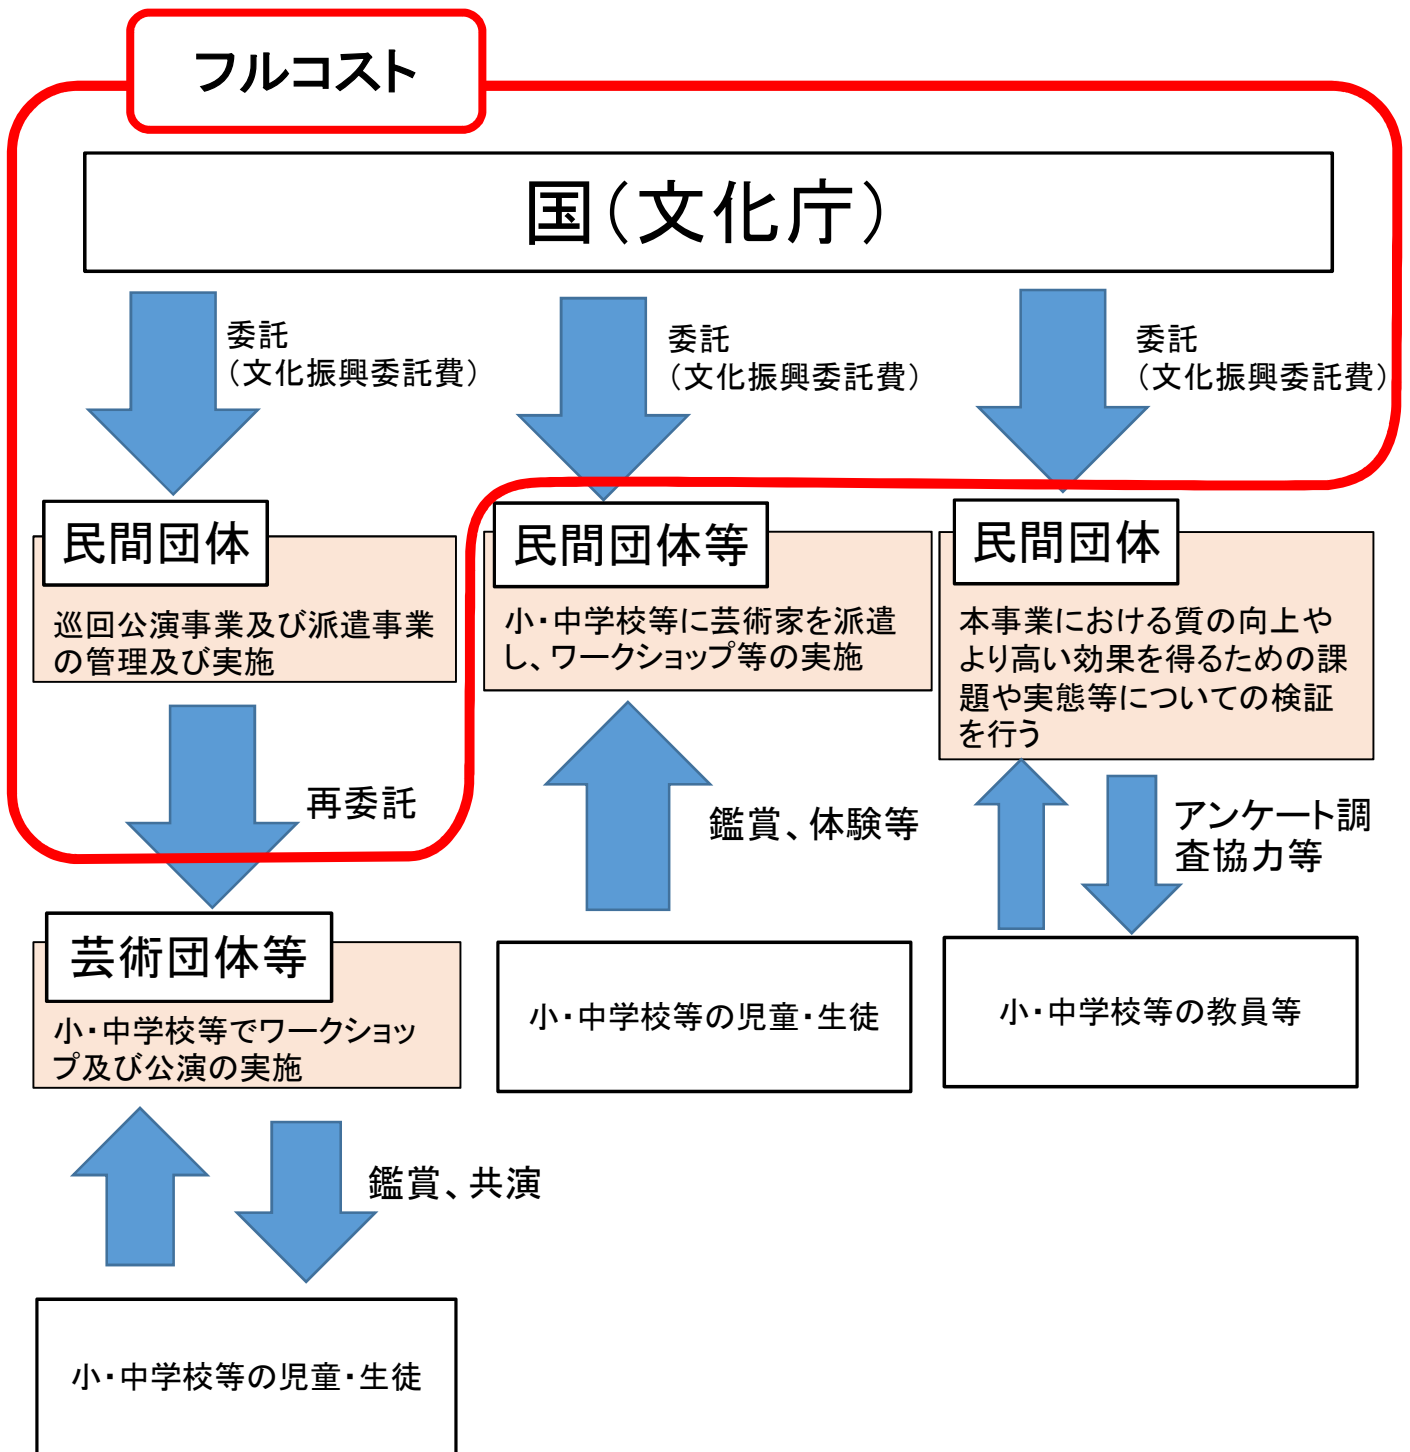 フルコスト
国（文化庁）
委託
（文化振興委託費）
委託
（文化振興委託費）
委託
（文化振興委託費）
民間団体
巡回公演事業及び派遣事業
の管理及び実施
民間団体等
小・中学校等に芸術家を派遣
し、ワークショップ等の実施
民間団体
本事業における質の向上や
より高い効果を得るための課
題や実態等についての検証
を行う
再委託
鑑賞、体験等
アンケート調
査協力等
芸術団体等
小・中学校等でワークショッ
プ及び公演の実施
小・中学校等の児童・生徒
小・中学校等の教員等
鑑賞、共演
小・中学校等の児童・生徒